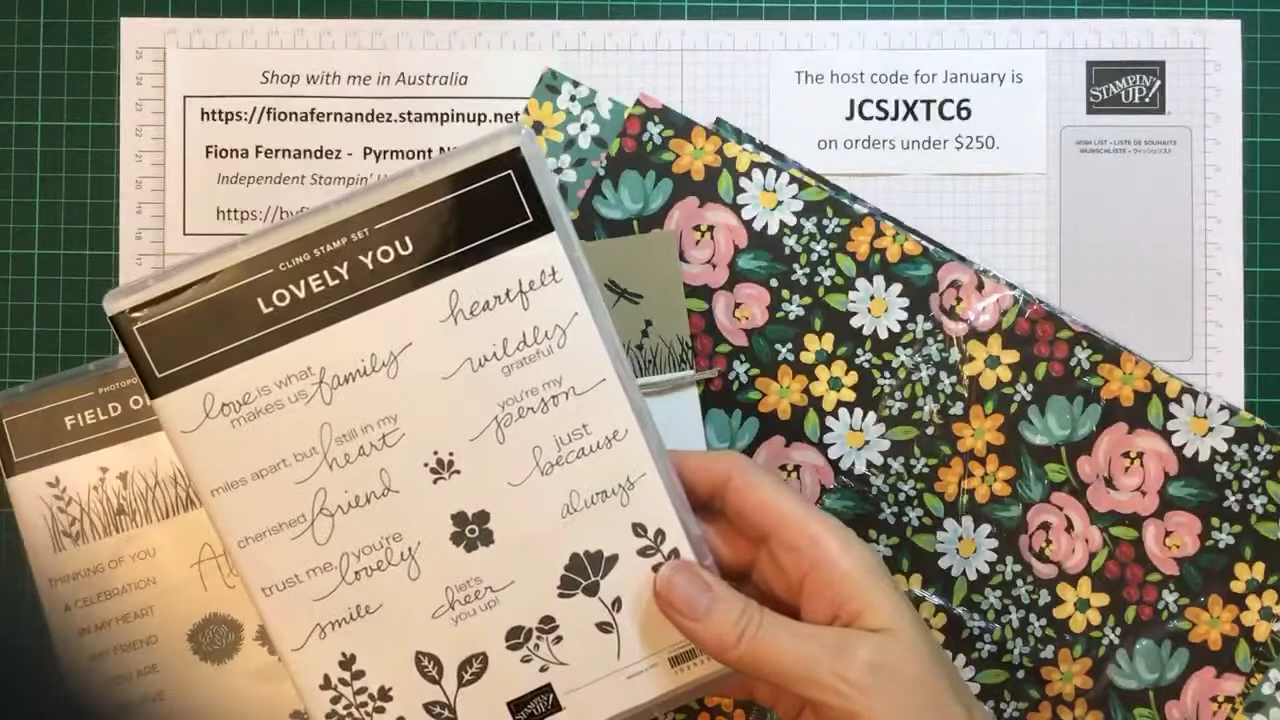 Shop with me in Australia
https://fionafernandez.stampinup.net
Fiona Fernandez - Pyrmont
Independent Stampin'
The host code for January is
JCSJXTC6
on orders under $250.
STAMPIN' UP!
WISH LIST • LISTE DE SOUHAITS
CLING STAMP SET
LOVELY YOU
heartfelt
love is what
makes us family
wildly
grateful
you're my
person
miles apart, but still in my
heart
just
because
cherished friend
always
trust me, you're
lovely
let's
cheer
you up!
smile
STAMPIN' UP!
FIELD
THINKING OF YOU
A CELEBRATION
IN MY HEART
MY FRIEND